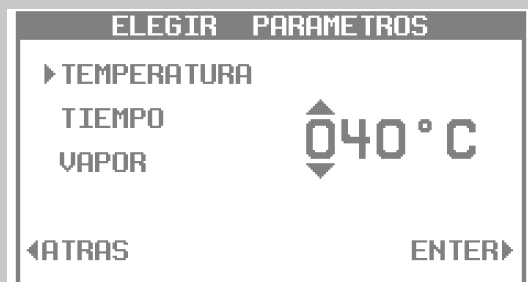 ELEGIR PARAMETROS
TEMPERATURA
TIEMPO
VAPOR
040°C
ATRAS
ENTER